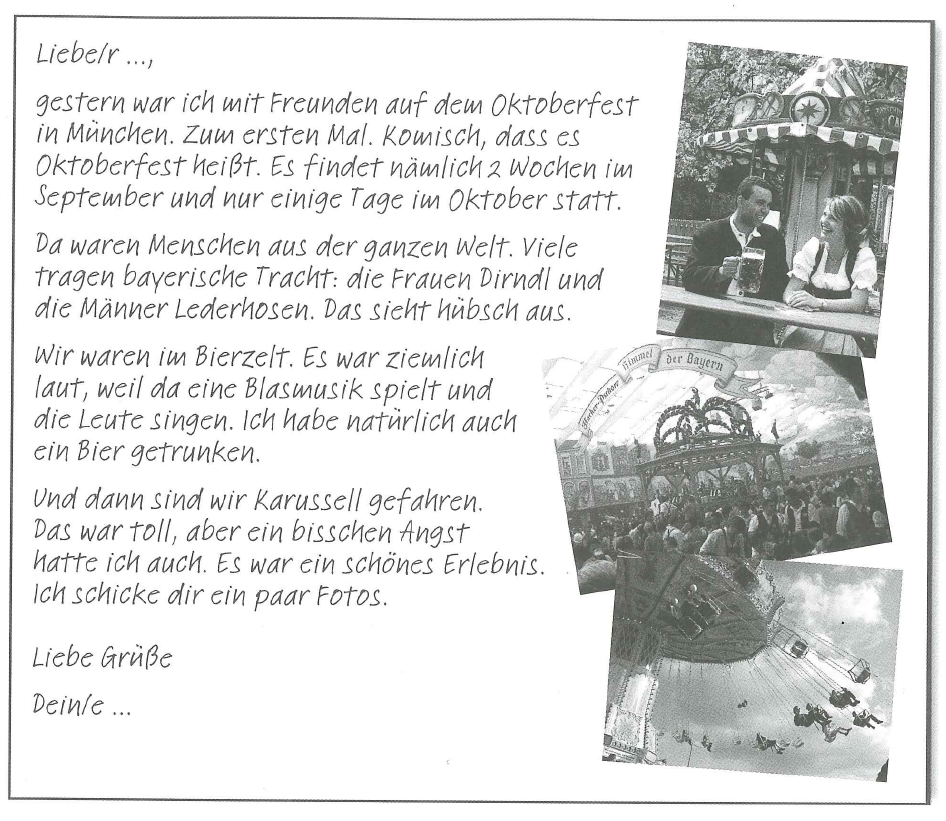 Liebe/r ...,
gestern war ich mit Freunden auf dem Oktoberfest
in München. Zum ersten Mal. Komisch, dass es
Oktoberfest heißt. Es findet nämlich 2 Wochen im
September und nur einige Tage im Oktober statt.
Da waren Menschen aus der ganzen Welt. Viele
tragen bayerische Tracht: die Frauen Dirndl und
die Männer Lederhosen. Das sieht hübsch aus.
Wir waren im Bierzelt. Es war ziemlich
laut, weil da eine Blasmusik spielt und
die Leute singen. Ich habe natürlich auch
ein Bier getrunken.
Und dann sind wir Karussell gefahren.
Das war toll, aber ein bisschen Angst
hatte ich auch. Es war ein schönes Erlebnis.
Ich schicke dir ein paar Fotos.
Liebe Grüße
Dein/e ...
Himmel der Bayern